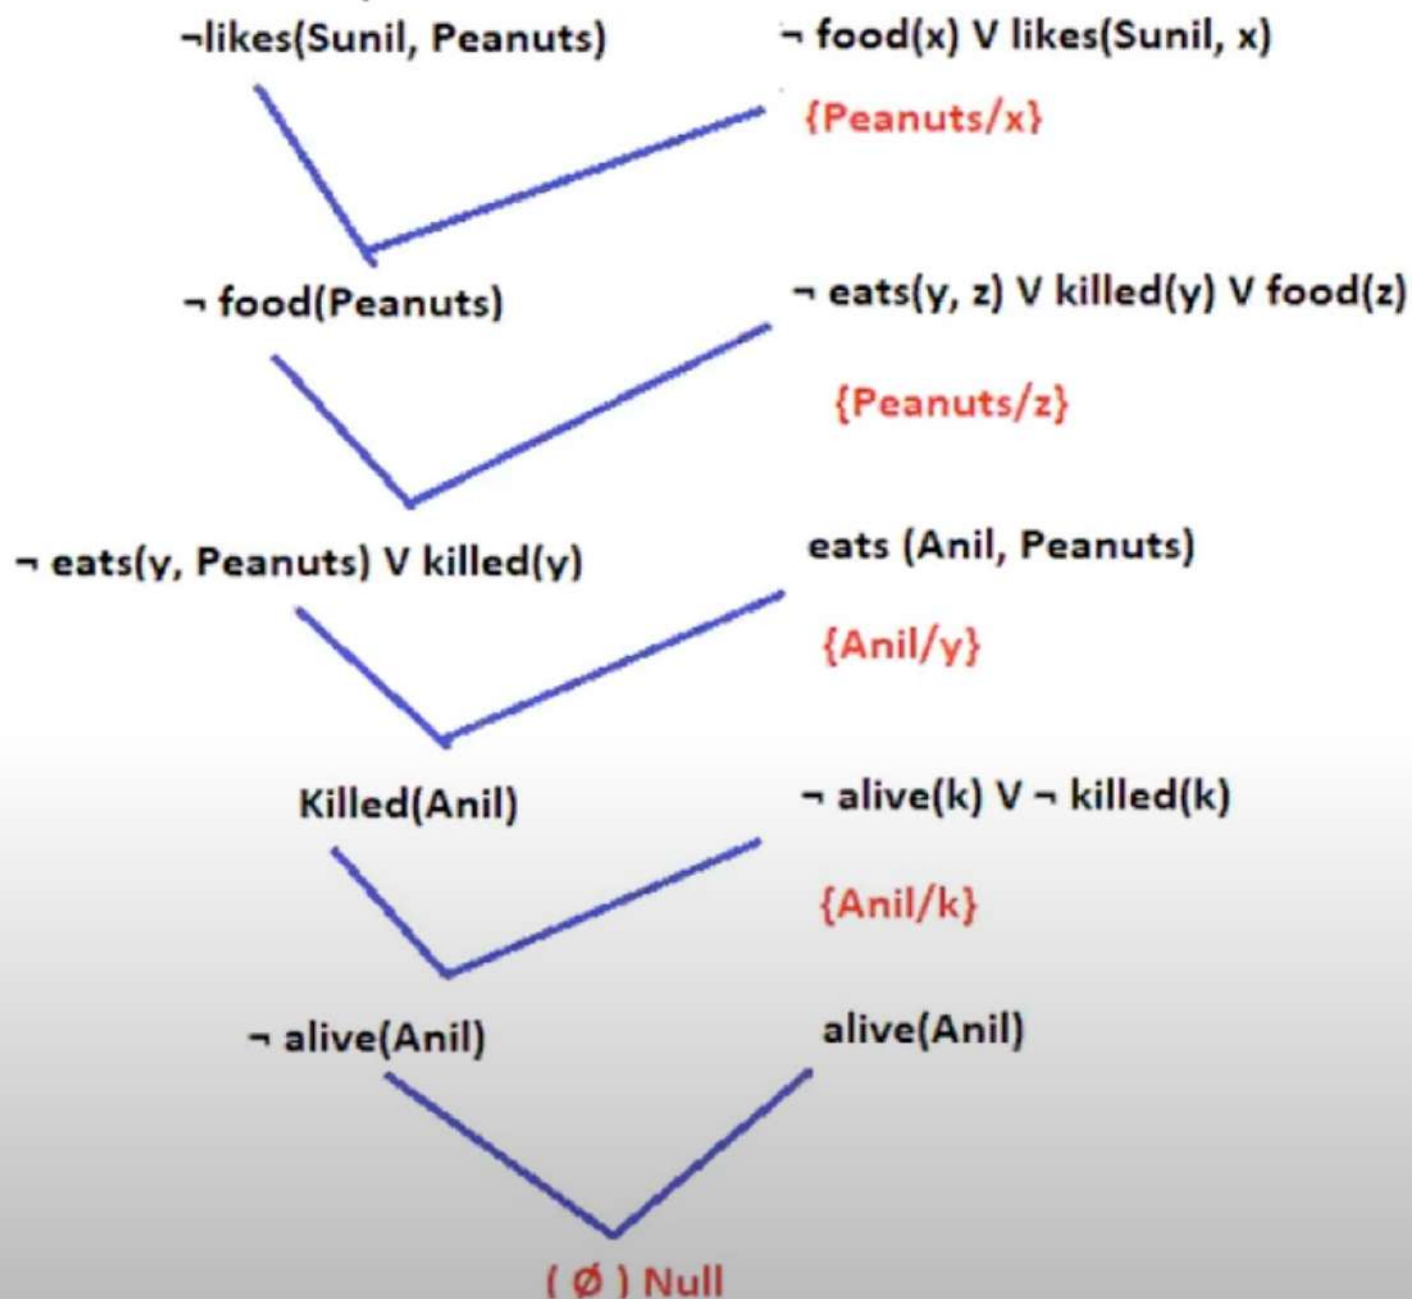 ¬likes(Sunil, Peanuts) ¬ food(x) V likes(Sunil, x)
{Peanuts/x}
¬ food(Peanuts) ¬ eats(y, z) V killed(y) V food(z)
{Peanuts/z}
¬ eats(y, Peanuts) V killed(y) eats (Anil, Peanuts)
{Anil/y}
Killed(Anil) ¬ alive(k) V ¬ killed(k)
{Anil/k}
¬ alive(Anil) alive(Anil)
( Ø ) Null